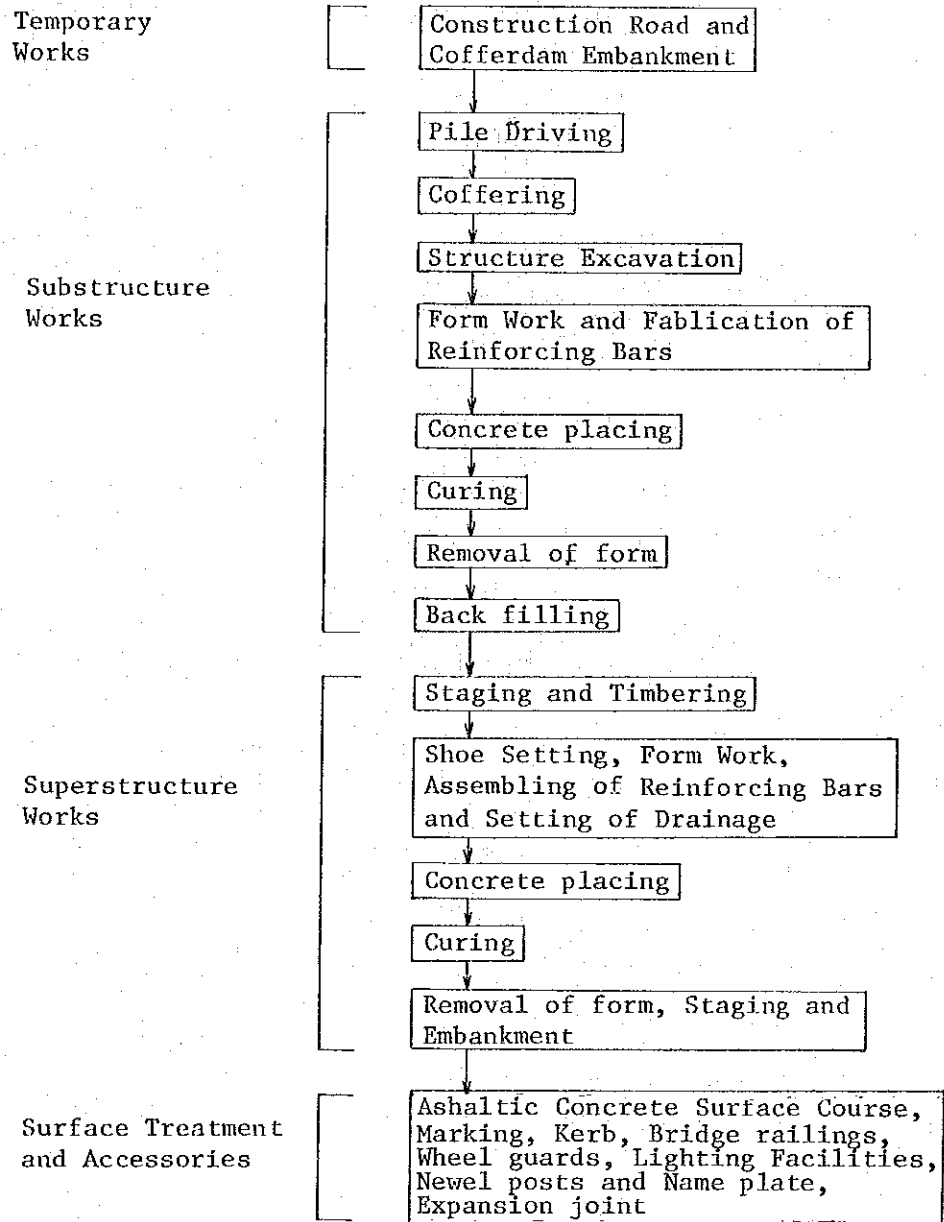 Temporary
Works
Construction Road and
Cofferdam Embankment
Substructure
Works
Pile Driving
Coffering
Structure Excavation
Form Work and Fablication of
Reinforcing Bars
Concrete placing
Curing
Removal of form
Back filling
Superstructure
Works
Staging and Timbering
Shoe Setting, Form Work,
Assembling of Reinforcing Bars
and Setting of Drainage
Concrete placing
Curing
Removal of form, Staging and
Embankment
Surface Treatment
and Accessories
Ashaltic Concrete Surface Course,
Marking, Kerb, Bridge railings,
Wheel guards, Lighting Facilities,
Newel posts and Name plate,
Expansion joint